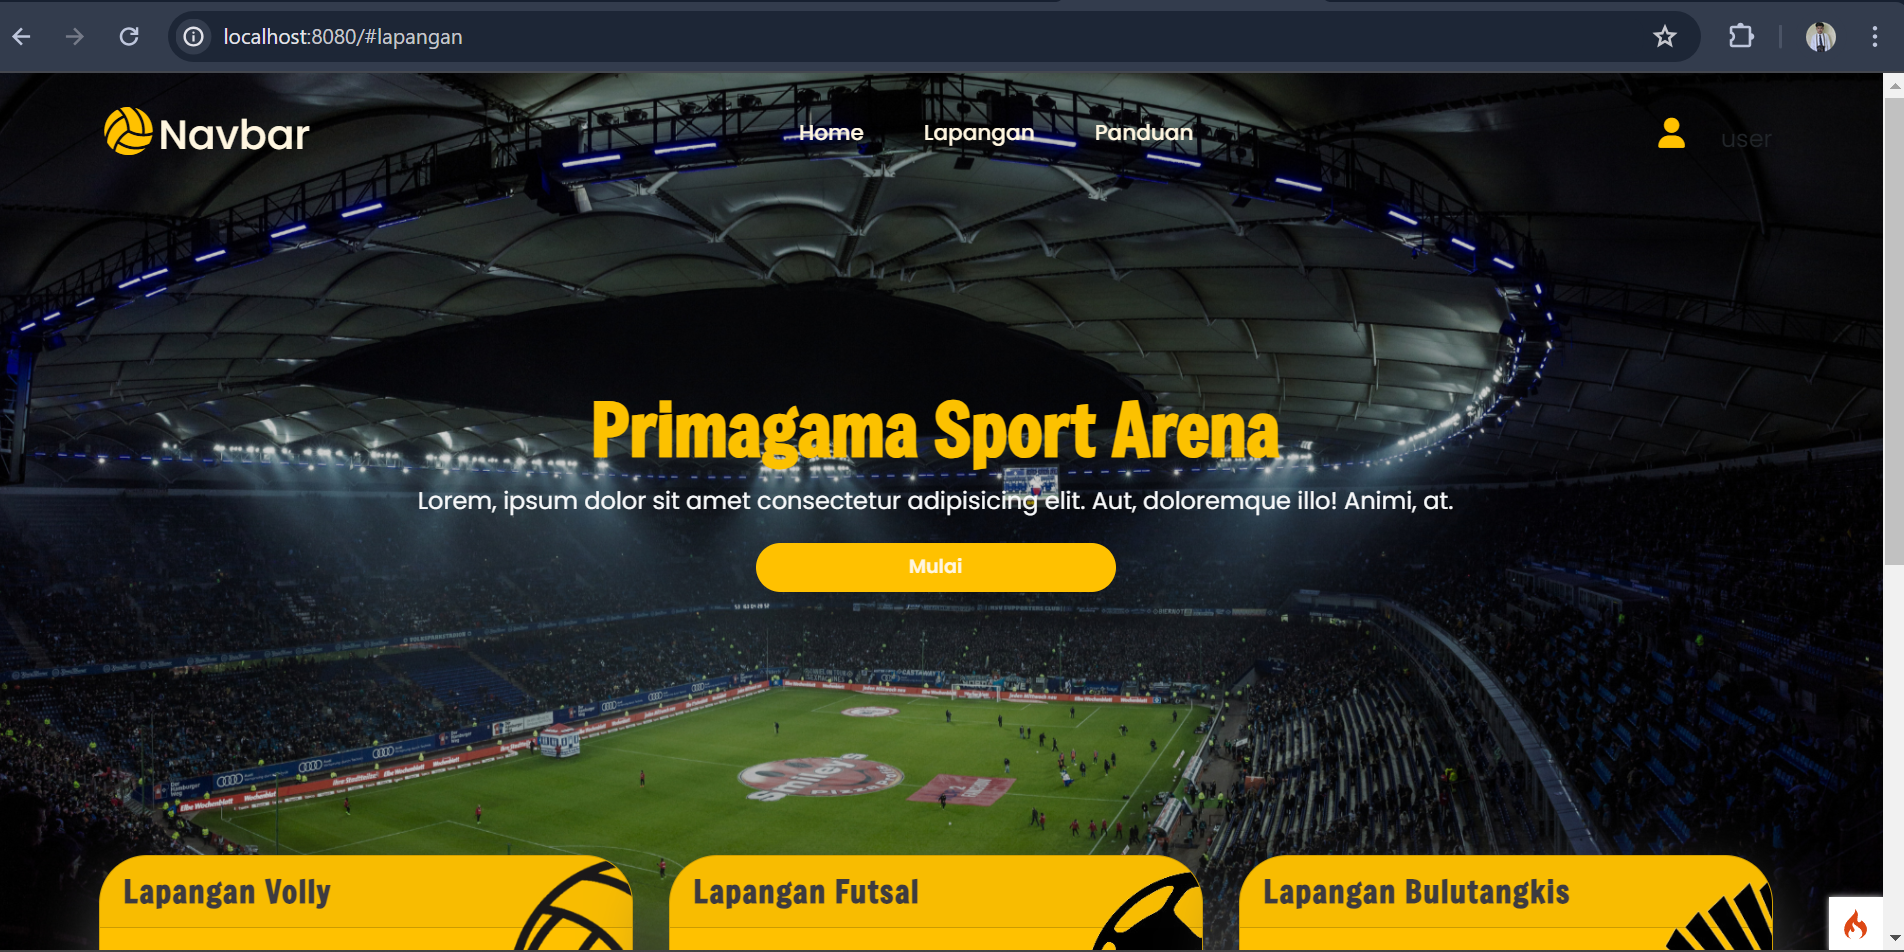 localhost:8080/#lapangan
Navbar
Home
Lapangan
Panduan
user
Primagama Sport Arena
Lorem, ipsum dolor sit amet consectetur adipisicing elit. Aut, doloremque illo! Animi, at.
Mulai
Smiley's
Lapangan Volly
Lapangan Futsal
Lapangan Bulutangkis